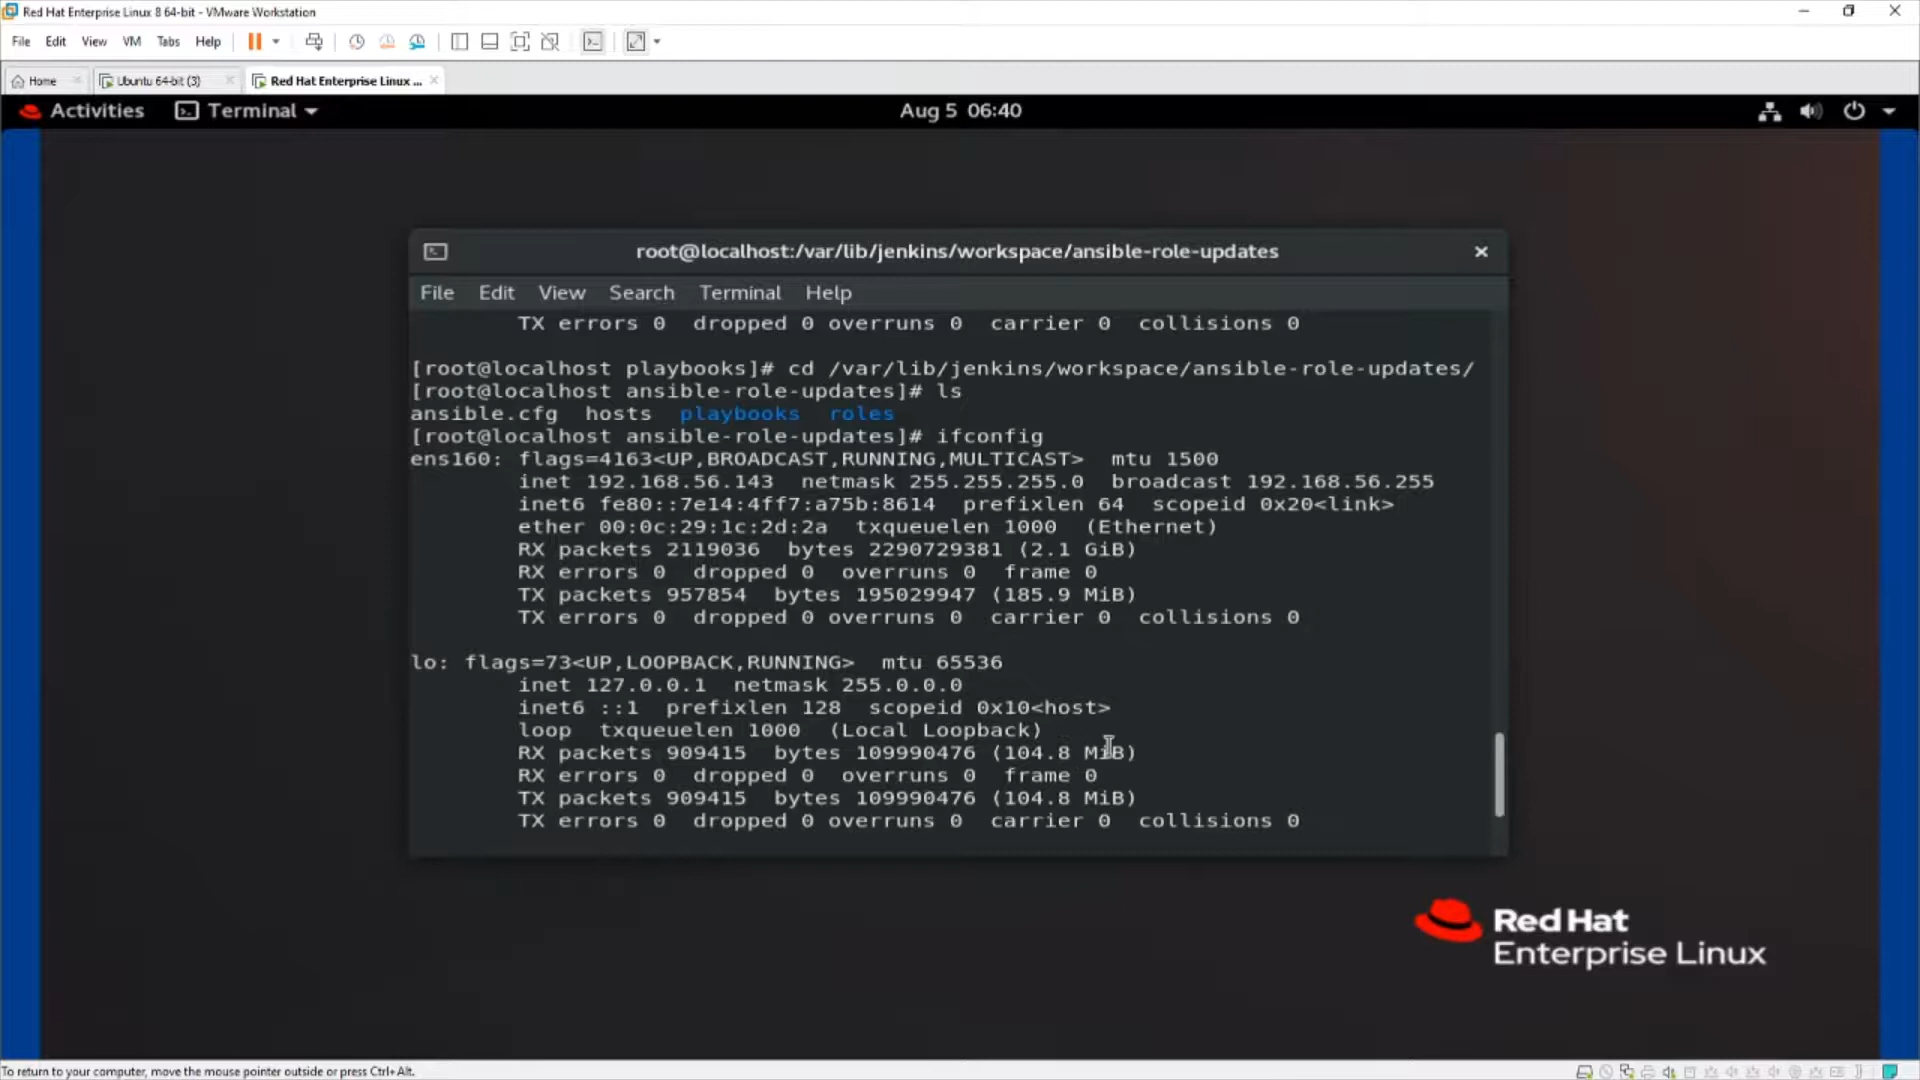 Red Hat Enterprise Linux 8 64-bit - VMware Workstation
File Edit View VM Tabs Help
Home Ubuntu 64-bit (3) Red Hat Enterprise Linux ...
Activities Terminal Aug 5 06:40
root@localhost:/var/lib/jenkins/workspace/ansible-role-updates
File Edit View Search Terminal Help
TX errors 0 dropped 0 overruns 0 carrier 0 collisions 0
[root@localhost playbooks]# cd /var/lib/jenkins/workspace/ansible-role-updates/
[root@localhost ansible-role-updates]# ls
ansible.cfg hosts playbooks roles
[root@localhost ansible-role-updates]# ifconfig
ens160: flags=4163<UP,BROADCAST,RUNNING,MULTICAST> mtu 1500
inet 192.168.56.143 netmask 255.255.255.0 broadcast 192.168.56.255
inet6 fe80::7e14:4ff7:a75b:8614 prefixlen 64 scopeid 0x20<link>
ether 00:0c:29:1c:2d:2a txqueuelen 1000 (Ethernet)
RX packets 2119036 bytes 2290729381 (2.1 GiB)
RX errors 0 dropped 0 overruns 0 frame 0
TX packets 957854 bytes 195029947 (185.9 MiB)
TX errors 0 dropped 0 overruns 0 carrier 0 collisions 0
lo: flags=73<UP,LOOPBACK,RUNNING> mtu 65536
inet 127.0.0.1 netmask 255.0.0.0
inet6 ::1 prefixlen 128 scopeid 0x10<host>
loop txqueuelen 1000 (Local Loopback)
RX packets 909415 bytes 109990476 (104.8 MiB)
RX errors 0 dropped 0 overruns 0 frame 0
TX packets 909415 bytes 109990476 (104.8 MiB)
TX errors 0 dropped 0 overruns 0 carrier 0 collisions 0
Red Hat
Enterprise Linux
To return to your computer, move the mouse pointer outside or press Ctrl+Alt.